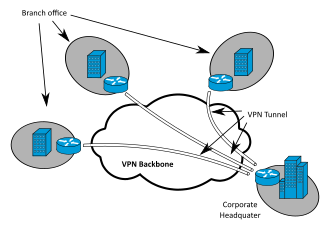 Branch office
VPN Tunnel
VPN Backbone
Corporate
Headquater